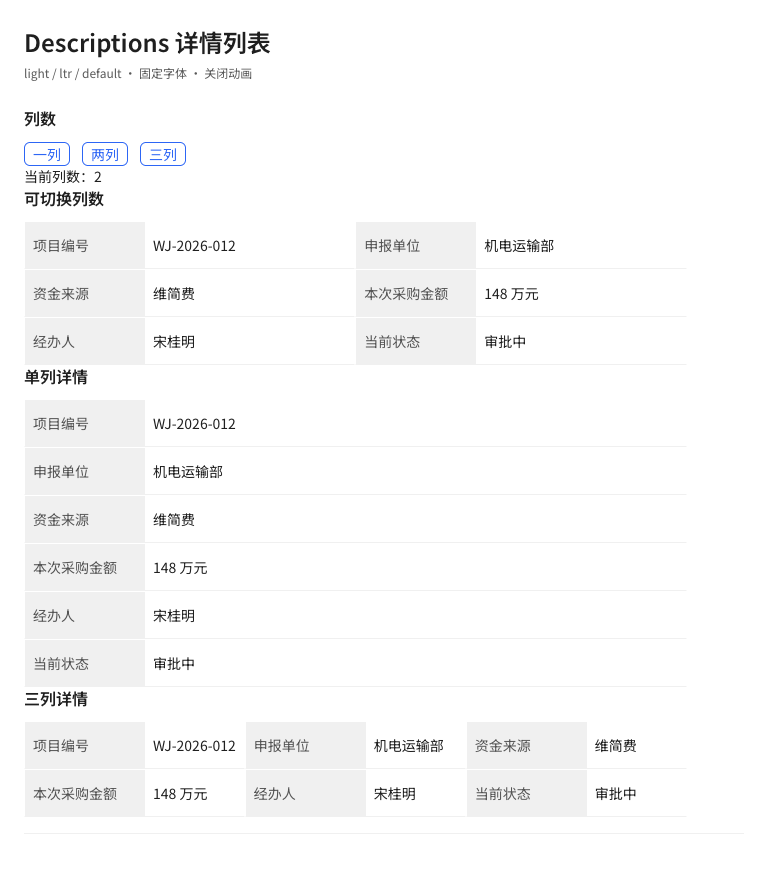 Descriptions 详情列表
light / ltr / default · 固定字体 · 关闭动画
列数
一列 两列 三列
当前列数：2
可切换列数
项目编号 WJ-2026-012 申报单位 机电运输部
资金来源 维简费 本次采购金额 148 万元
经办人 宋桂明 当前状态 审批中
单列详情
项目编号 WJ-2026-012
申报单位 机电运输部
资金来源 维简费
本次采购金额 148 万元
经办人 宋桂明
当前状态 审批中
三列详情
项目编号 WJ-2026-012 申报单位 机电运输部 资金来源 维简费
本次采购金额 148 万元 经办人 宋桂明 当前状态 审批中